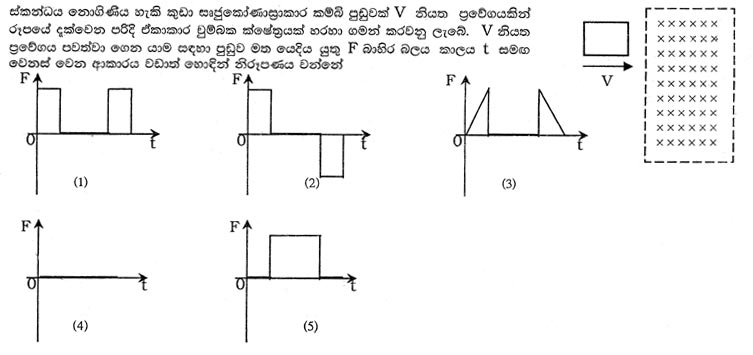 ස්කන්ධය නොගිණිය හැකි කුඩා සෘජුකෝණාස්‍රාකාර කම්බි පුඩුවක් V නියත ප්‍රවේගයකින්
රූපයේ දැක්වෙන පරිදි ඒකාකාර චුම්බක ක්ෂේත්‍රයක් හරහා ගමන් කරවනු ලැබේ. V නියත
ප්‍රවේගය පවත්වා ගෙන යාම සඳහා පුඩුව මත යෙදිය යුතු F බාහිර බලය කාලය t සමඟ
වෙනස් වෙන ආකාරය වඩාත් හොඳින් නිරූපණය වන්නේ
V
F
0
t
(1)
F
0
t
(2)
F
0
t
(3)
F
0
t
(4)
F
0
t
(5)
× × × × × ×
× × × × × ×
× × × × × ×
× × × × × ×
× × × × × ×
× × × × × ×
× × × × × ×
× × × × × ×
× × × × × ×